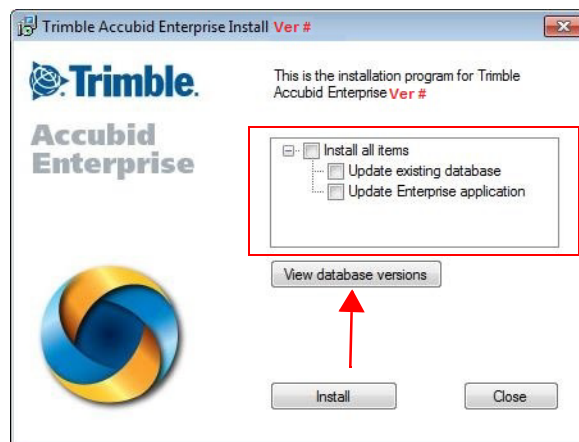 Trimble Accubid Enterprise Install Ver #
Trimble.
This is the installation program for Trimble
Accubid Enterprise Ver #
Accubid
Enterprise
Install all items
Update existing database
Update Enterprise application
View database versions
Install
Close